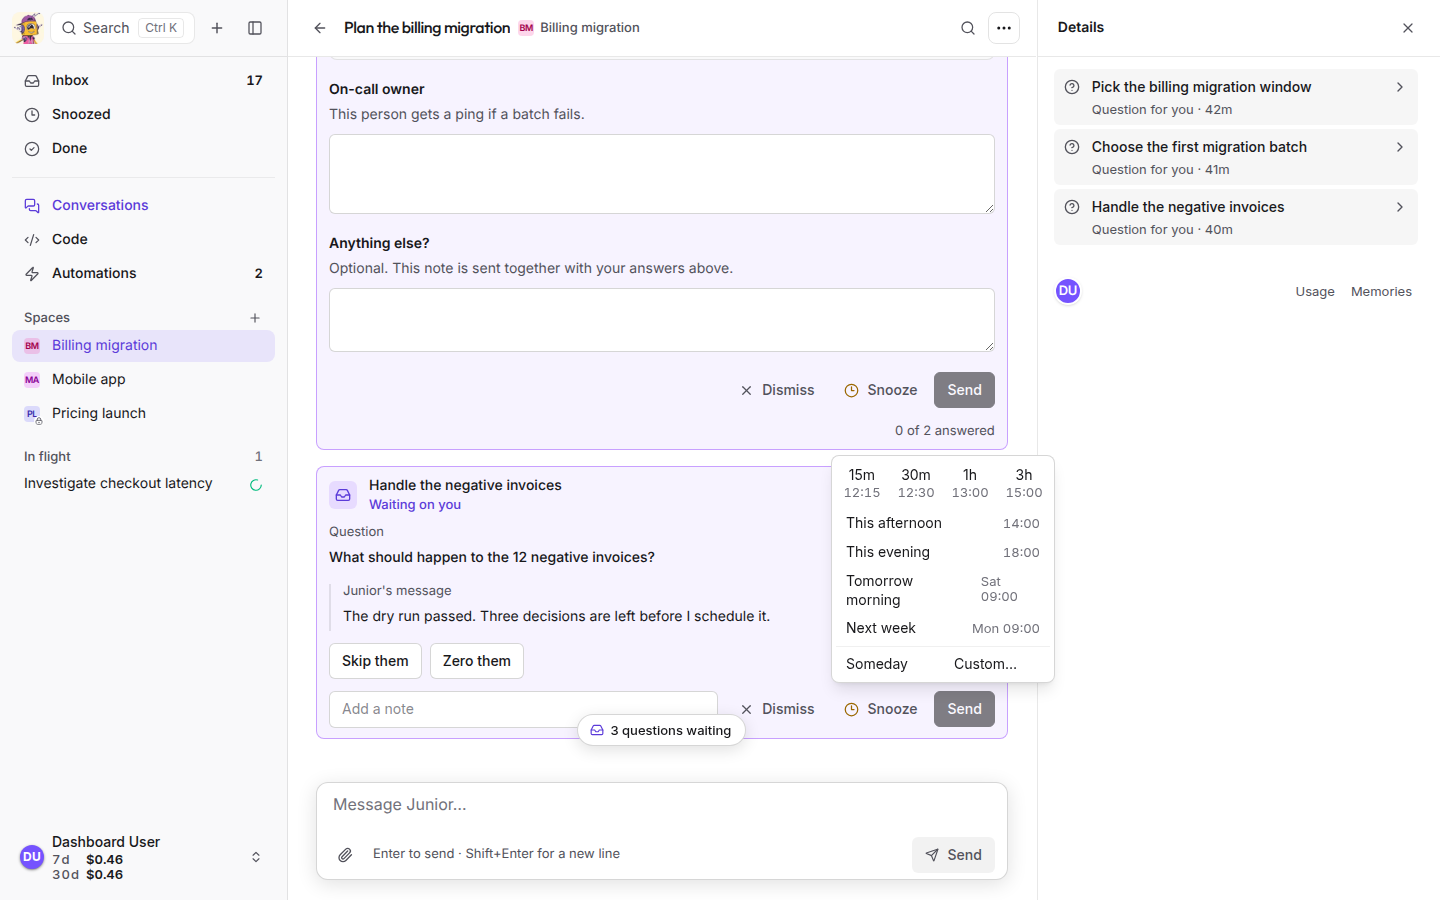 Search Ctrl K
Inbox 17
Snoozed
Done
Conversations
Code
Automations 2
Spaces
BM Billing migration
MA Mobile app
PL Pricing launch
In flight 1
Investigate checkout latency
DU Dashboard User
7d $0.46
30d $0.46
Plan the billing migration BM Billing migration
On-call owner
This person gets a ping if a batch fails.
Anything else?
Optional. This note is sent together with your answers above.
Dismiss Snooze Send
0 of 2 answered
Handle the negative invoices
Waiting on you
Question
What should happen to the 12 negative invoices?
Junior's message
The dry run passed. Three decisions are left before I schedule it.
Skip them Zero them
Add a note Dismiss Snooze Send
3 questions waiting
15m 30m 1h 3h
12:15 12:30 13:00 15:00
This afternoon 14:00
This evening 18:00
Tomorrow morning Sat 09:00
Next week Mon 09:00
Someday Custom...
Message Junior...
Enter to send · Shift+Enter for a new line Send
Details
Pick the billing migration window
Question for you · 42m
Choose the first migration batch
Question for you · 41m
Handle the negative invoices
Question for you · 40m
DU Usage Memories